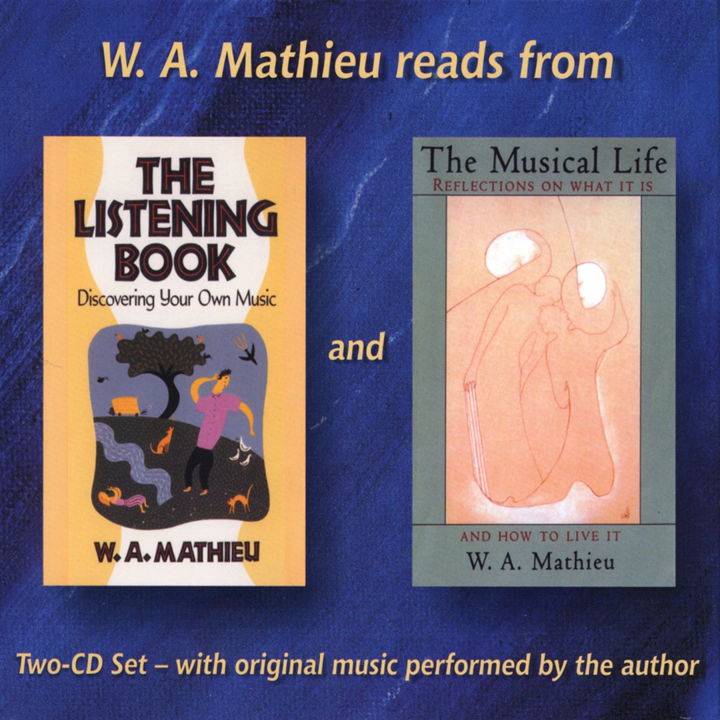 W. A. Mathieu reads from
THE
LISTENING
BOOK
Discovering Your Own Music
W. A. MATHIEU
and
The Musical Life
REFLECTIONS ON WHAT IT IS
AND HOW TO LIVE IT
W. A. Mathieu
Two-CD Set – with original music performed by the author